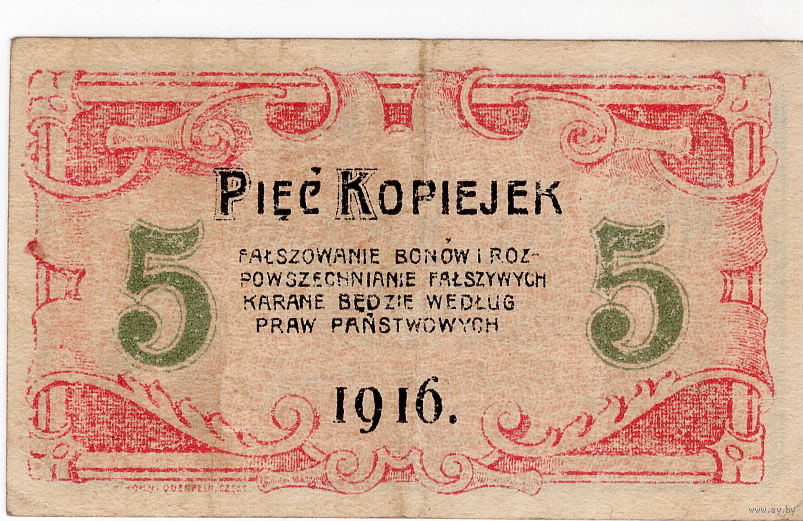 PIĘĆ KOPIEJEK
5 5
FAŁSZOWANIE BONÓW I ROZ-
POWSZECHNIANIE FAŁSZYWYCH
KARANE BĘDZIE WEDŁUG
PRAW PAŃSTWOWYCH
1916.
www.ay.by